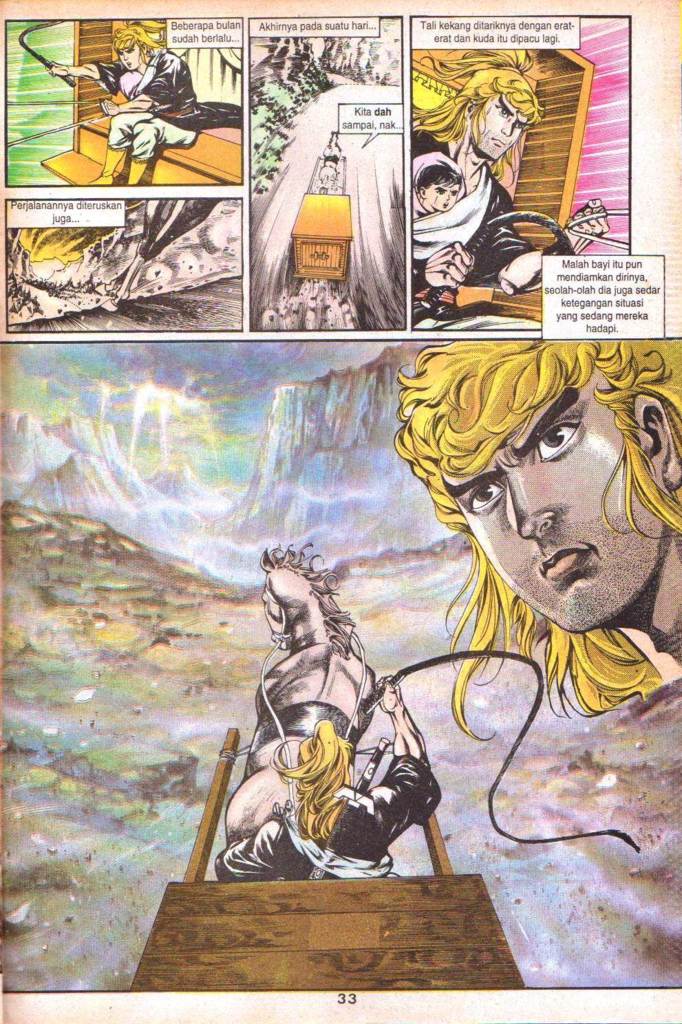 Beberapa bulan
sudah berlalu...
Perjalanannya diteruskan
juga...
Akhirnya pada suatu hari...
Kita dah
sampai, nak...
Tali kekang ditariknya dengan erat-
erat dan kuda itu dipacu lagi.
Malah bayi itu pun
mendiamkan dirinya,
seolah-olah dia juga sedar
ketegangan situasi
yang sedang mereka
hadapi.
33